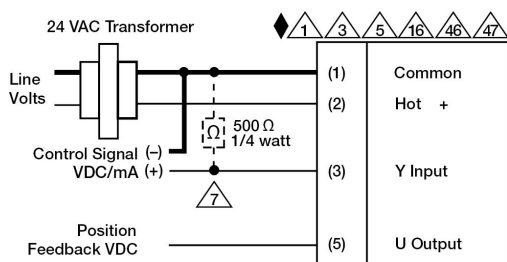 24 VAC Transformer
1 3 5 16 46 47
Line
Volts
(1) Common
(2) Hot +
Ω 500 Ω
1/4 watt
Control Signal (–)
VDC/mA (+)
(3) Y Input
7
Position
Feedback VDC
(5) U Output